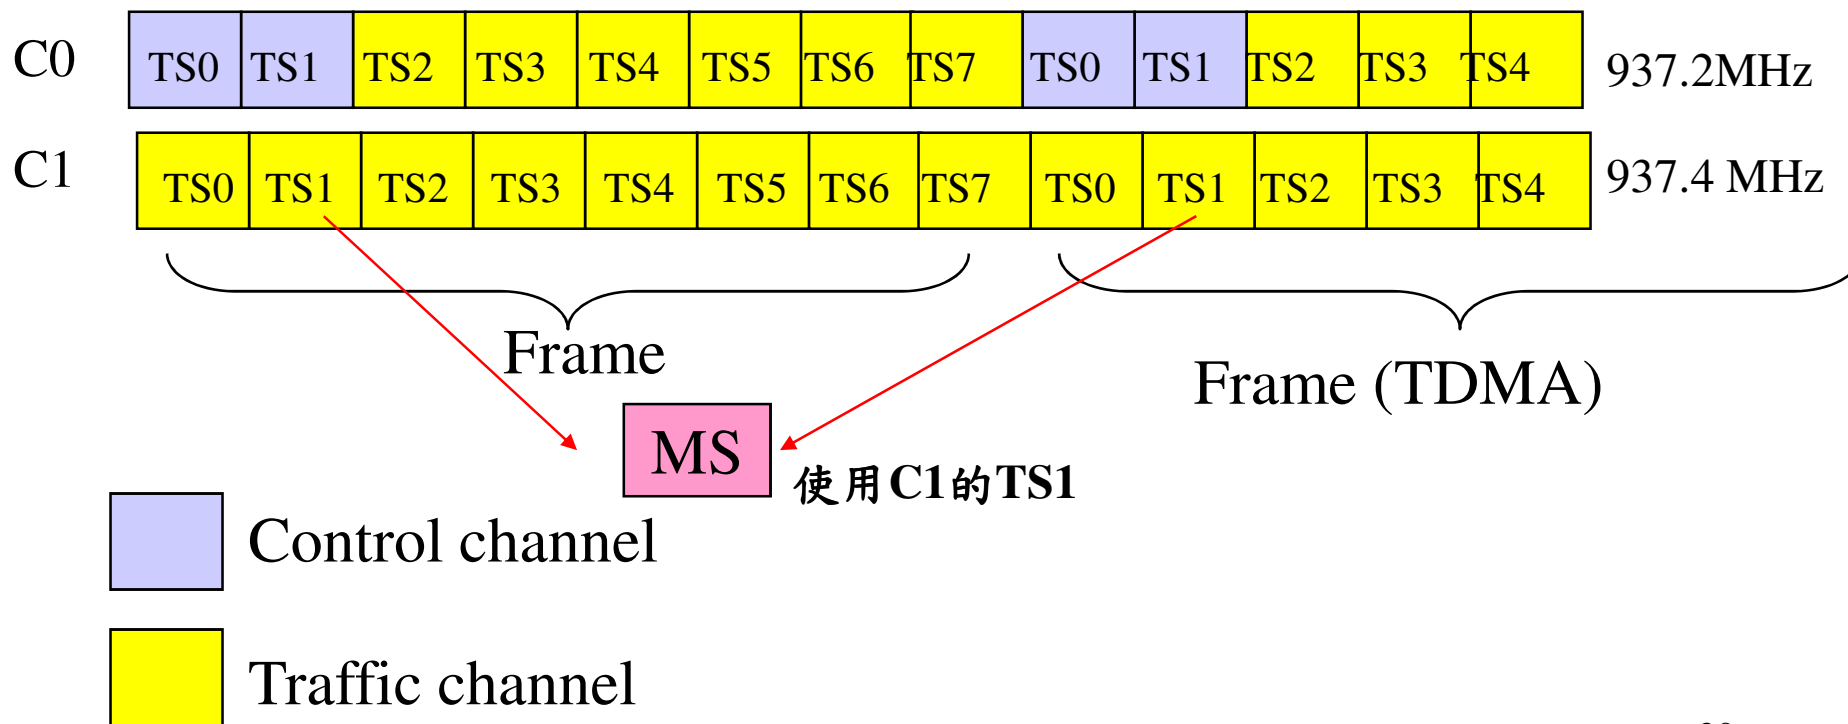 C0 TS0 TS1 TS2 TS3 TS4 TS5 TS6 TS7 TS0 TS1 TS2 TS3 TS4 937.2MHz
C1 TS0 TS1 TS2 TS3 TS4 TS5 TS6 TS7 TS0 TS1 TS2 TS3 TS4 937.4 MHz
Frame
Frame (TDMA)
MS
使用C1的TS1
Control channel
Traffic channel